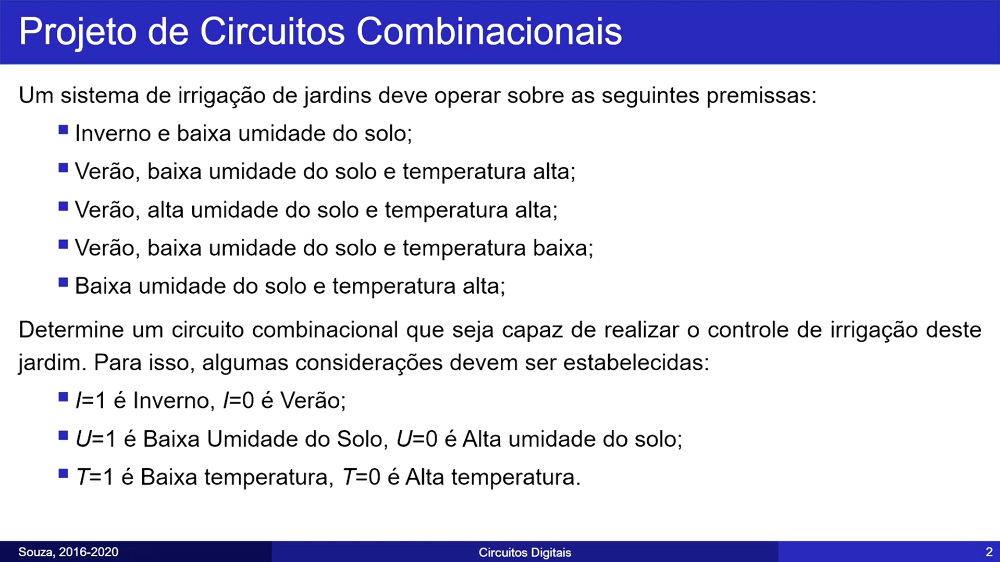 Projeto de Circuitos Combinacionais
Um sistema de irrigação de jardins deve operar sobre as seguintes premissas:
Inverno e baixa umidade do solo;
Verão, baixa umidade do solo e temperatura alta;
Verão, alta umidade do solo e temperatura alta;
Verão, baixa umidade do solo e temperatura baixa;
Baixa umidade do solo e temperatura alta;
Determine um circuito combinacional que seja capaz de realizar o controle de irrigação deste
jardim. Para isso, algumas considerações devem ser estabelecidas:
I=1 é Inverno, I=0 é Verão;
U=1 é Baixa Umidade do Solo, U=0 é Alta umidade do solo;
T=1 é Baixa temperatura, T=0 é Alta temperatura.
Souza, 2016-2020
Circuitos Digitais
2